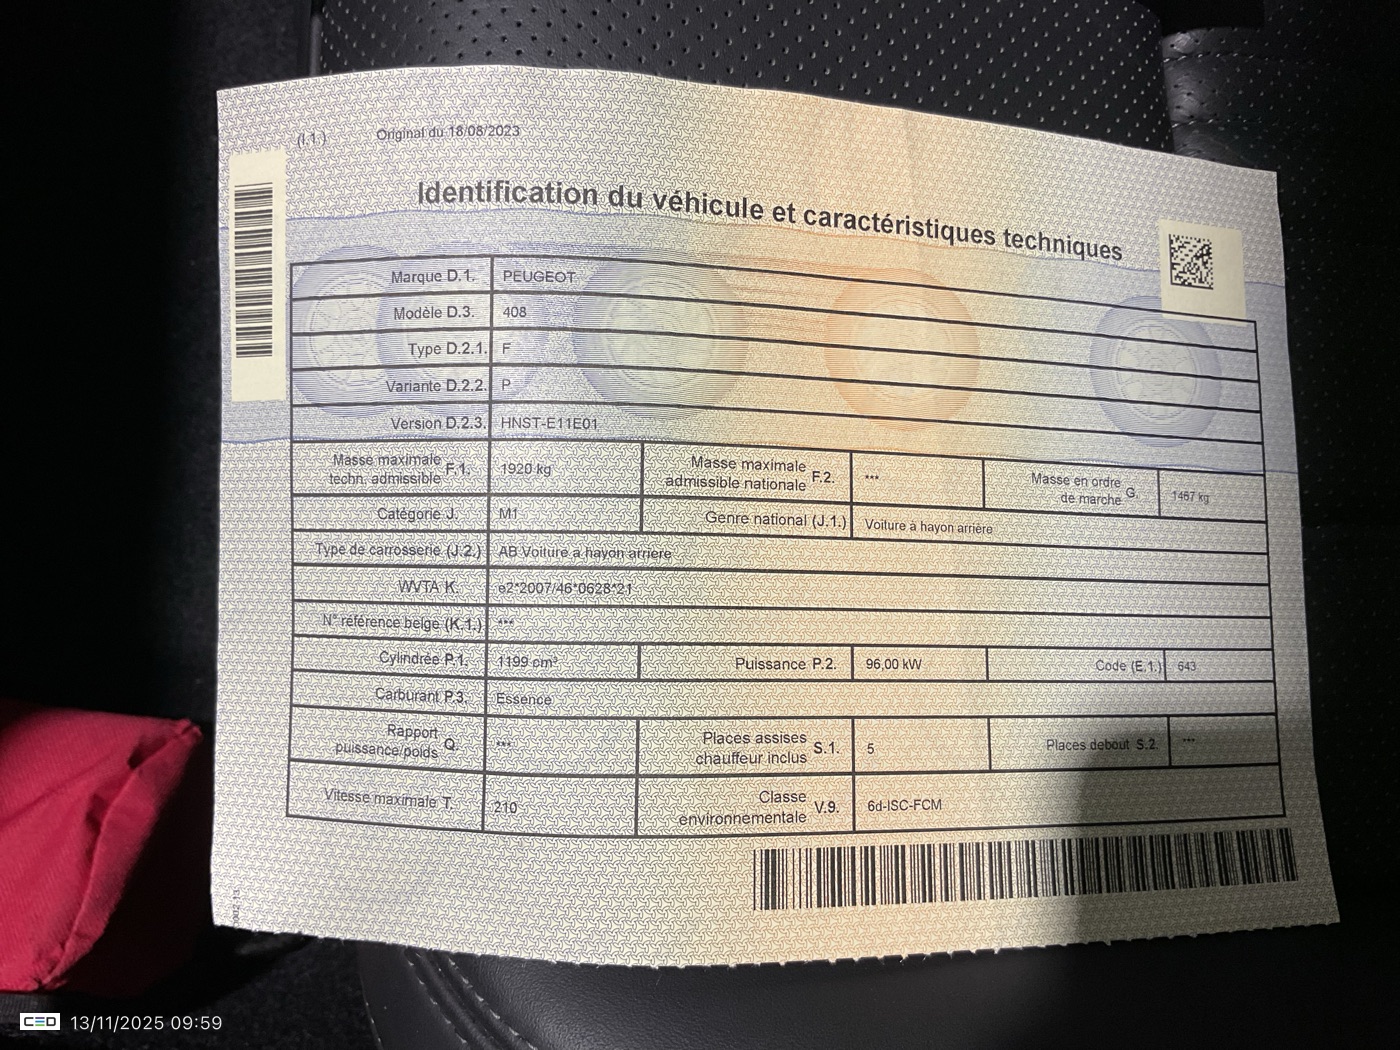 (I.1.) Original du 18/08/2023
Identification du véhicule et caractéristiques techniques
Marque D.1. PEUGEOT
Modèle D.3. 408
Type D.2.1. F
Variante D.2.2. P
Version D.2.3. HNST-E11E01
Masse maximale techn. admissible F.1. 1920 kg Masse maximale admissible nationale F.2. *** Masse en ordre de marche G. 1467 kg
Catégorie J. M1 Genre national (J.1.) Voiture à hayon arrière
Type de carrosserie (J.2.) AB Voiture à hayon arrière
WVTA K. e2*2007/46*0628*21
N° référence belge (K.1.) ***
Cylindrée P.1. 1199 cm³ Puissance P.2. 96,00 kW Code (E.1.) 643
Carburant P.3. Essence
Rapport puissance/poids Q. *** Places assises chauffeur inclus S.1. 5 Places debout S.2. ***
Vitesse maximale T. 210 Classe environnementale V.9. 6d-ISC-FCM
CED 13/11/2025 09:59